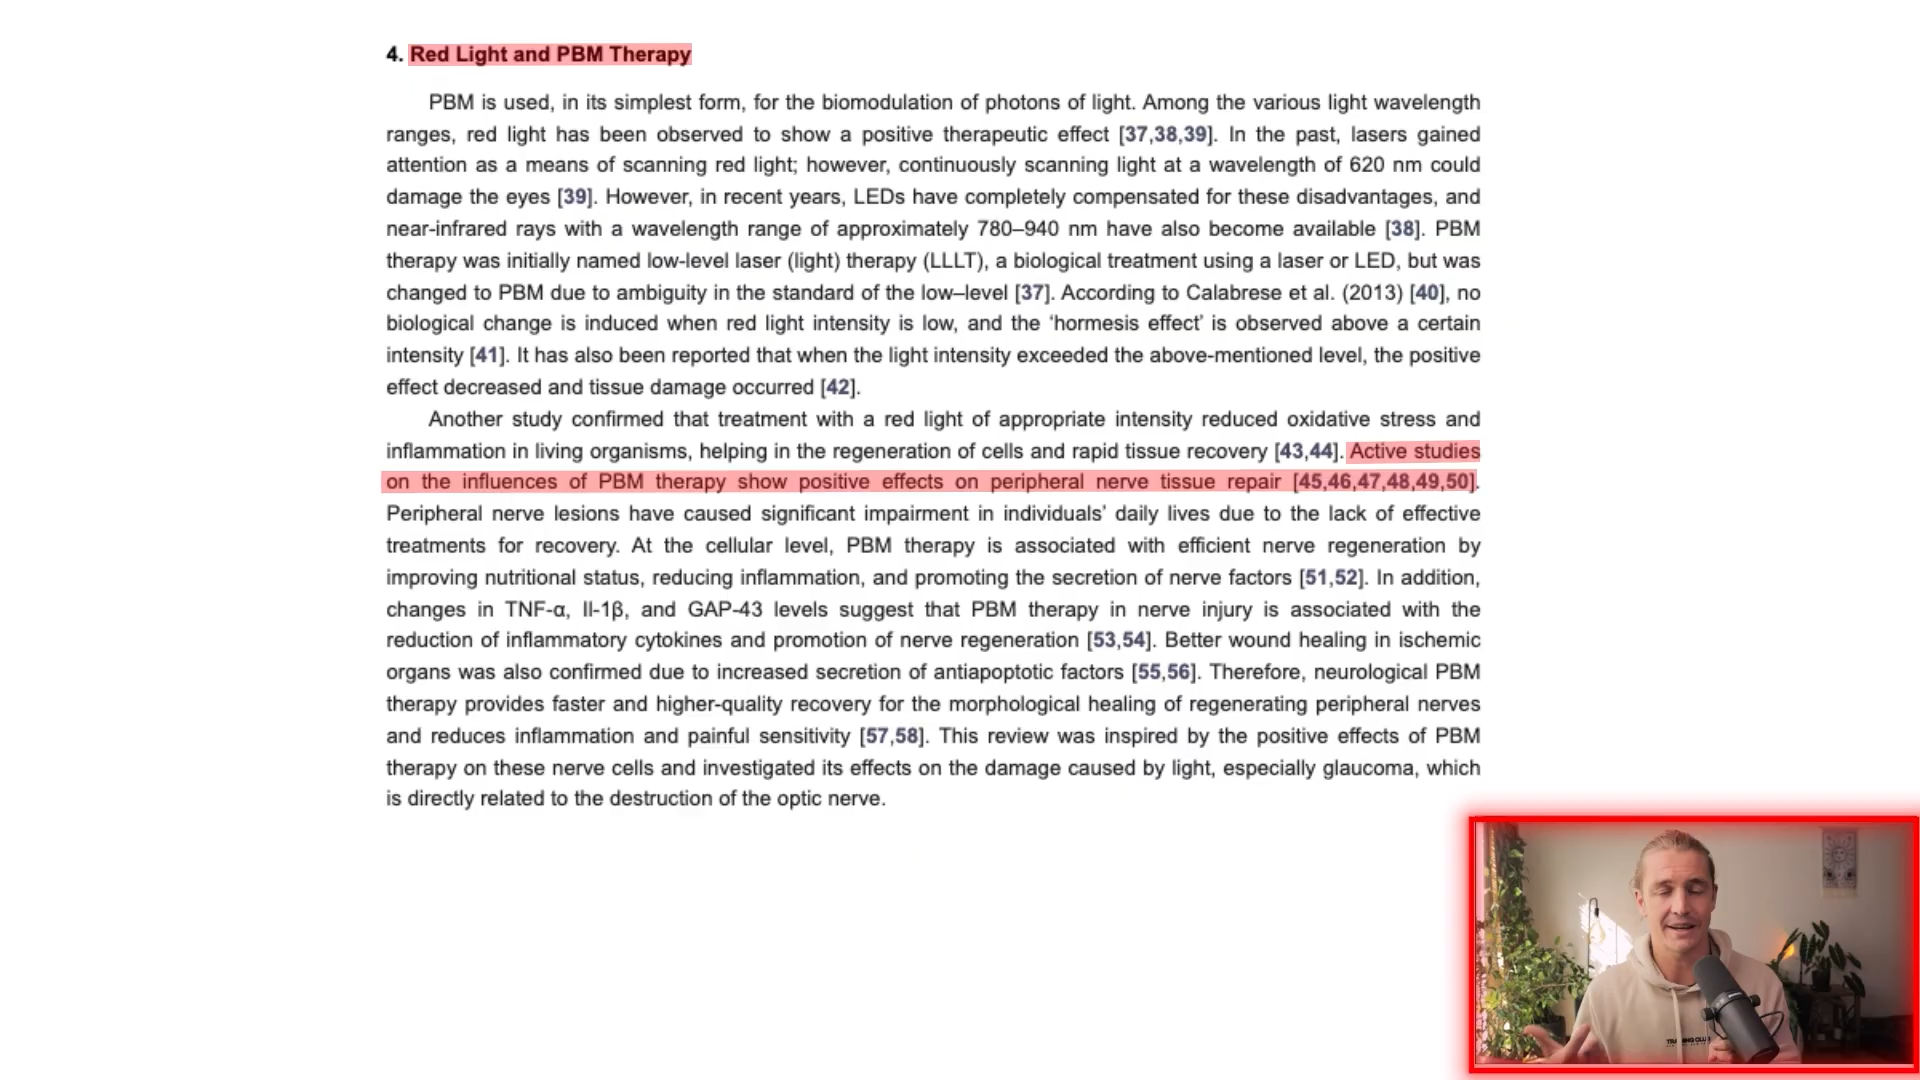 4. Red Light and PBM Therapy
PBM is used, in its simplest form, for the biomodulation of photons of light. Among the various light wavelength
ranges, red light has been observed to show a positive therapeutic effect [37,38,39]. In the past, lasers gained
attention as a means of scanning red light; however, continuously scanning light at a wavelength of 620 nm could
damage the eyes [39]. However, in recent years, LEDs have completely compensated for these disadvantages, and
near-infrared rays with a wavelength range of approximately 780–940 nm have also become available [38]. PBM
therapy was initially named low-level laser (light) therapy (LLLT), a biological treatment using a laser or LED, but was
changed to PBM due to ambiguity in the standard of the low–level [37]. According to Calabrese et al. (2013) [40], no
biological change is induced when red light intensity is low, and the ‘hormesis effect’ is observed above a certain
intensity [41]. It has also been reported that when the light intensity exceeded the above-mentioned level, the positive
effect decreased and tissue damage occurred [42].
Another study confirmed that treatment with a red light of appropriate intensity reduced oxidative stress and
inflammation in living organisms, helping in the regeneration of cells and rapid tissue recovery [43,44]. Active studies
on the influences of PBM therapy show positive effects on peripheral nerve tissue repair [45,46,47,48,49,50].
Peripheral nerve lesions have caused significant impairment in individuals’ daily lives due to the lack of effective
treatments for recovery. At the cellular level, PBM therapy is associated with efficient nerve regeneration by
improving nutritional status, reducing inflammation, and promoting the secretion of nerve factors [51,52]. In addition,
changes in TNF-α, Il-1β, and GAP-43 levels suggest that PBM therapy in nerve injury is associated with the
reduction of inflammatory cytokines and promotion of nerve regeneration [53,54]. Better wound healing in ischemic
organs was also confirmed due to increased secretion of antiapoptotic factors [55,56]. Therefore, neurological PBM
therapy provides faster and higher-quality recovery for the morphological healing of regenerating peripheral nerves
and reduces inflammation and painful sensitivity [57,58]. This review was inspired by the positive effects of PBM
therapy on these nerve cells and investigated its effects on the damage caused by light, especially glaucoma, which
is directly related to the destruction of the optic nerve.